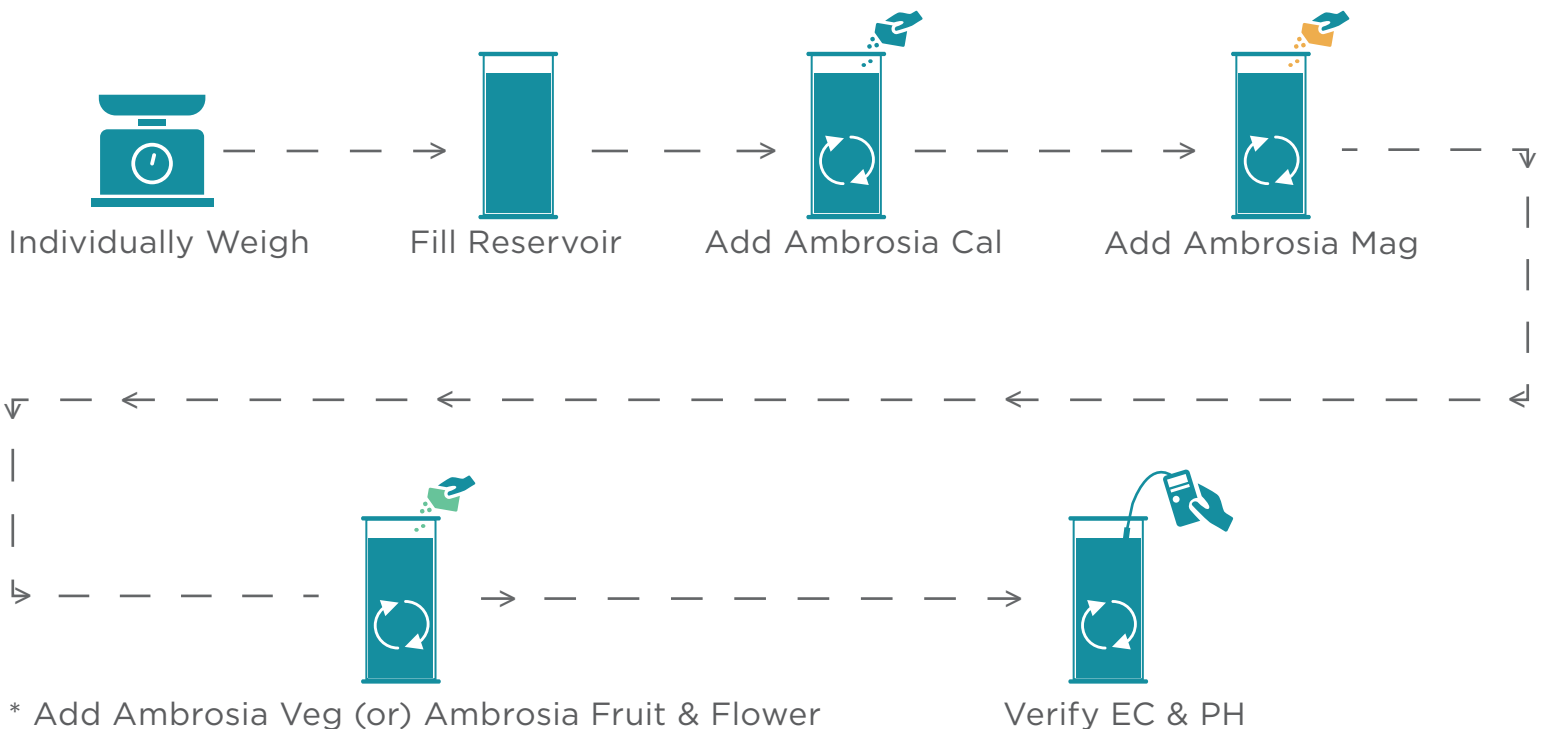 Individually Weigh
Fill Reservoir
Add Ambrosia Cal
Add Ambrosia Mag
* Add Ambrosia Veg (or) Ambrosia Fruit & Flower
Verify EC & PH